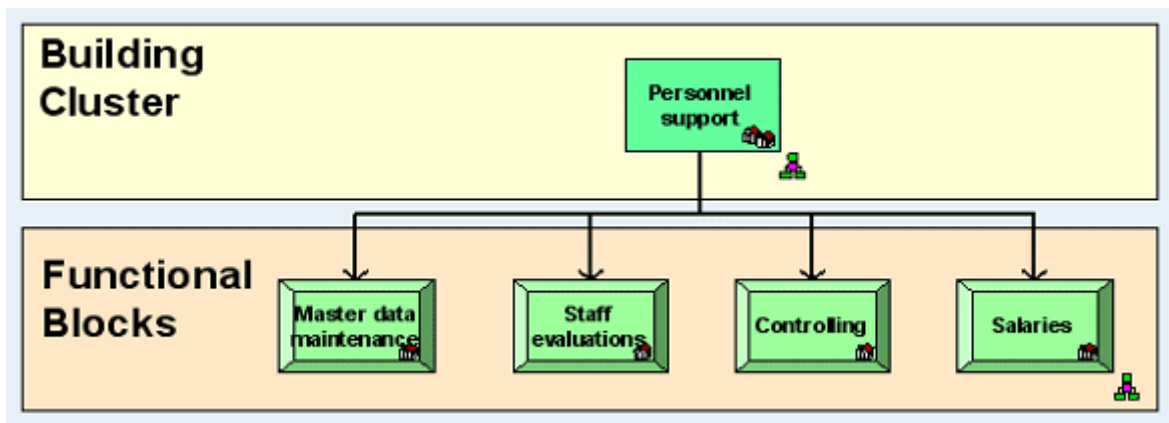 Building
Cluster
Personnel
support
Functional
Blocks
Master data
maintenance
Staff
evaluations
Controlling
Salaries